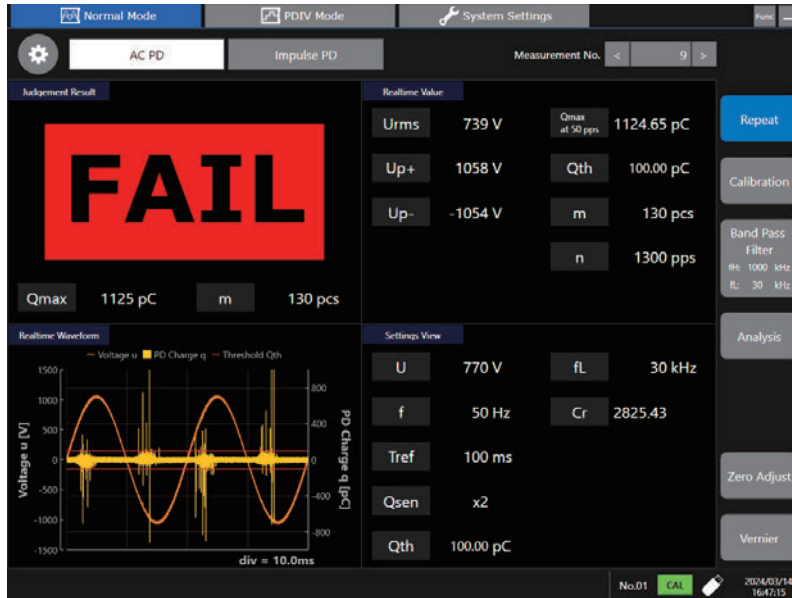 Normal Mode PDIV Mode System Settings Func
AC PD Impulse PD Measurement No. < 9 >
Judgement Result
FAIL
Qmax 1125 pC m 130 pcs
Realtime Value
Urms 739 V Qmax at 50 pps 1124.65 pC
Up+ 1058 V Qth 100.00 pC
Up- -1054 V m 130 pcs
n 1300 pps
Realtime Waveform
Voltage u PD Charge q Threshold Qth
1500
1000
500
0
-500
-1000
-1500
Voltage u [V]
800
400
0
-400
-800
PD Charge q [pC]
div = 10.0ms
Settings View
U 770 V fL 30 kHz
f 50 Hz Cr 2825.43
Tref 100 ms
Qsen x2
Qth 100.00 pC
Repeat
Calibration
Band Pass
Filter
fH: 1000 kHz
fL: 30 kHz
Analysis
Zero Adjust
Vernier
No.01 CAL 2024/03/14
16:47:15